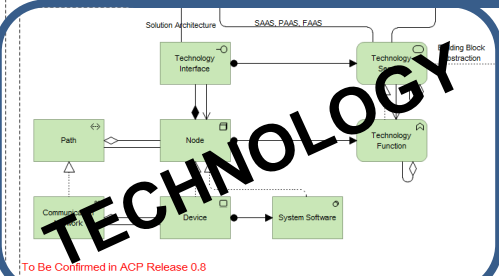 Solution Architecture
SAAS, PAAS, FAAS
Technology
Interface
Technology
Building Block
Abstraction
Path
Node
Technology
Function
Device
System Software
TECHNOLOGY
To Be Confirmed in ACP Release 0.8